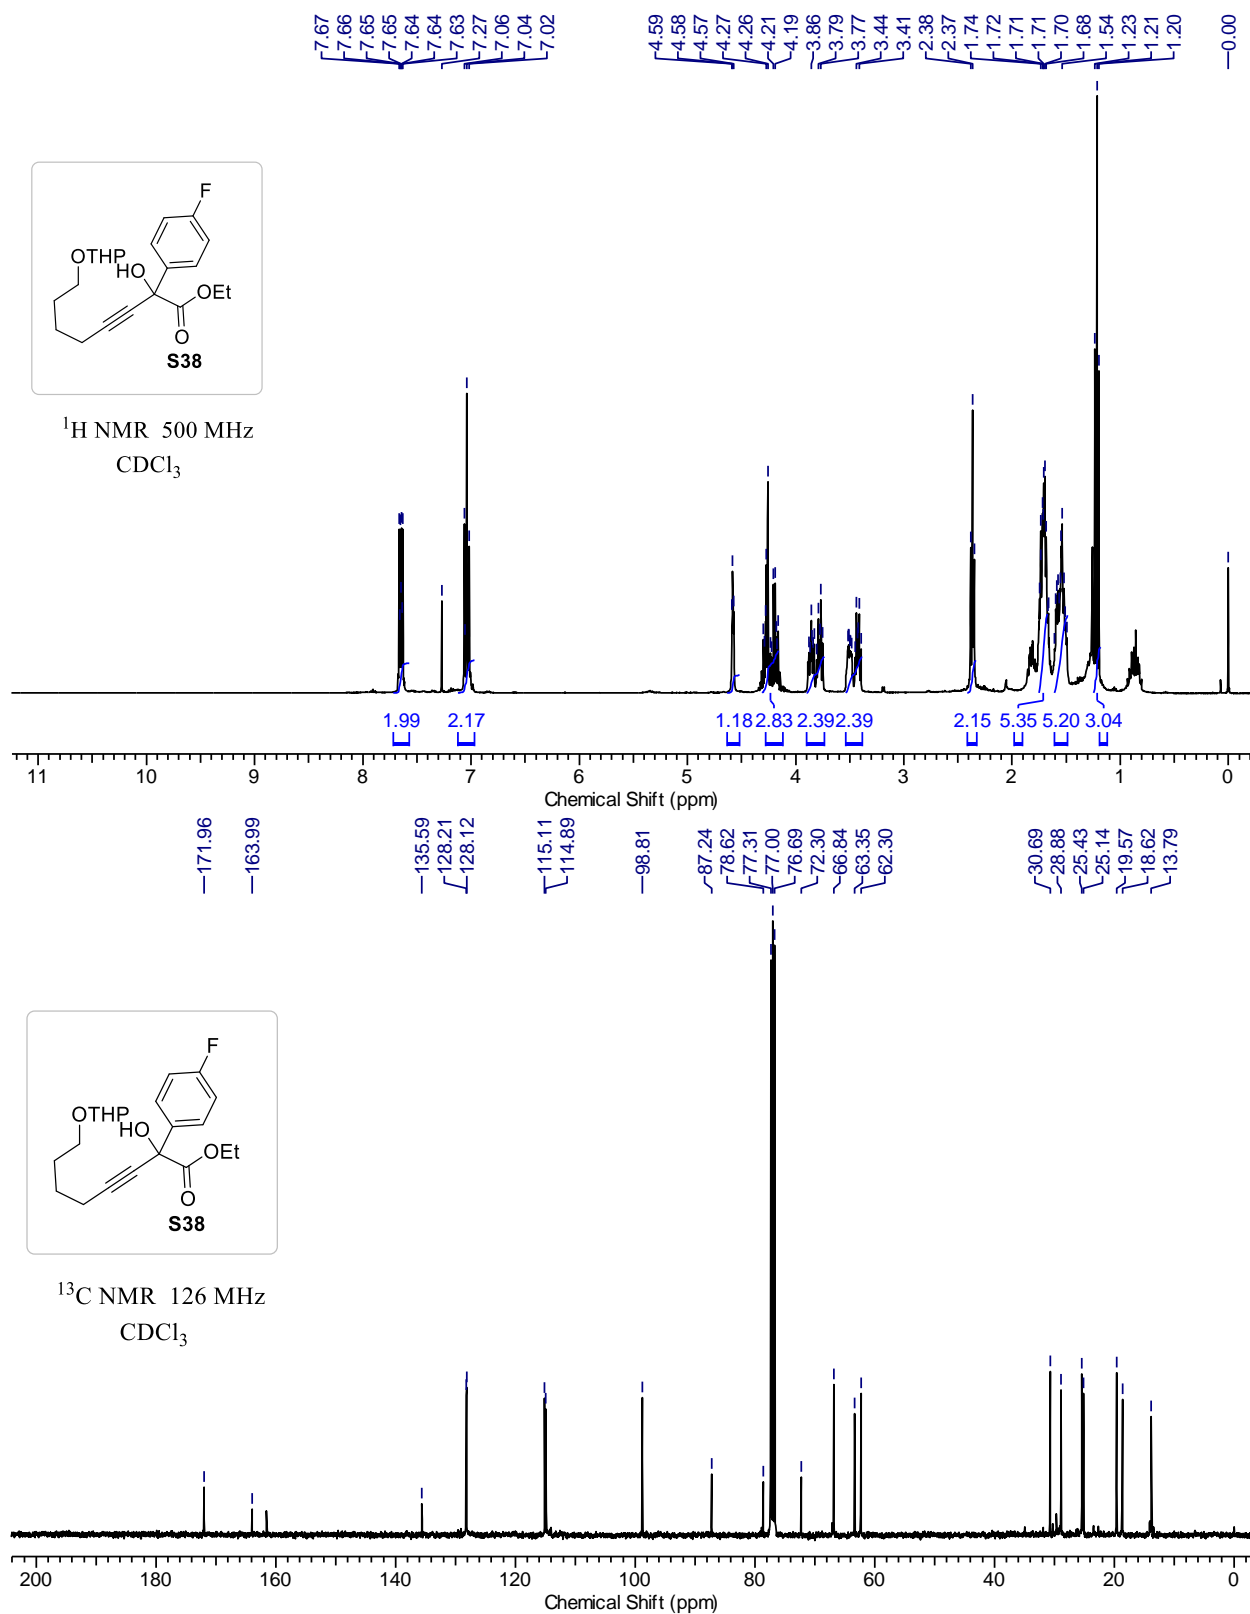 7.67 7.66 7.65 7.65 7.64 7.64 7.63 7.27 7.06 7.04 7.02 4.59 4.58 4.57 4.27 4.26 4.21 4.19 3.86 3.79 3.77 3.44 3.41 2.38 2.37 1.74 1.72 1.71 1.71 1.70 1.68 1.54 1.23 1.21 1.20 -0.00
F
OTHP
HO
OEt
O
S38
¹H NMR 500 MHz
CDCl₃
1.99 2.17 1.18 2.83 2.39 2.39 2.15 5.35 5.20 3.04
11 10 9 8 7 6 5 4 3 2 1 0
Chemical Shift (ppm)
171.96 163.99 135.59 128.21 128.12 115.11 114.89 98.81 87.24 78.62 77.31 77.00 76.69 72.30 66.84 63.35 62.30 30.69 28.88 25.43 25.14 19.57 18.62 13.79
F
OTHP
HO
OEt
O
S38
¹³C NMR 126 MHz
CDCl₃
200 180 160 140 120 100 80 60 40 20 0
Chemical Shift (ppm)